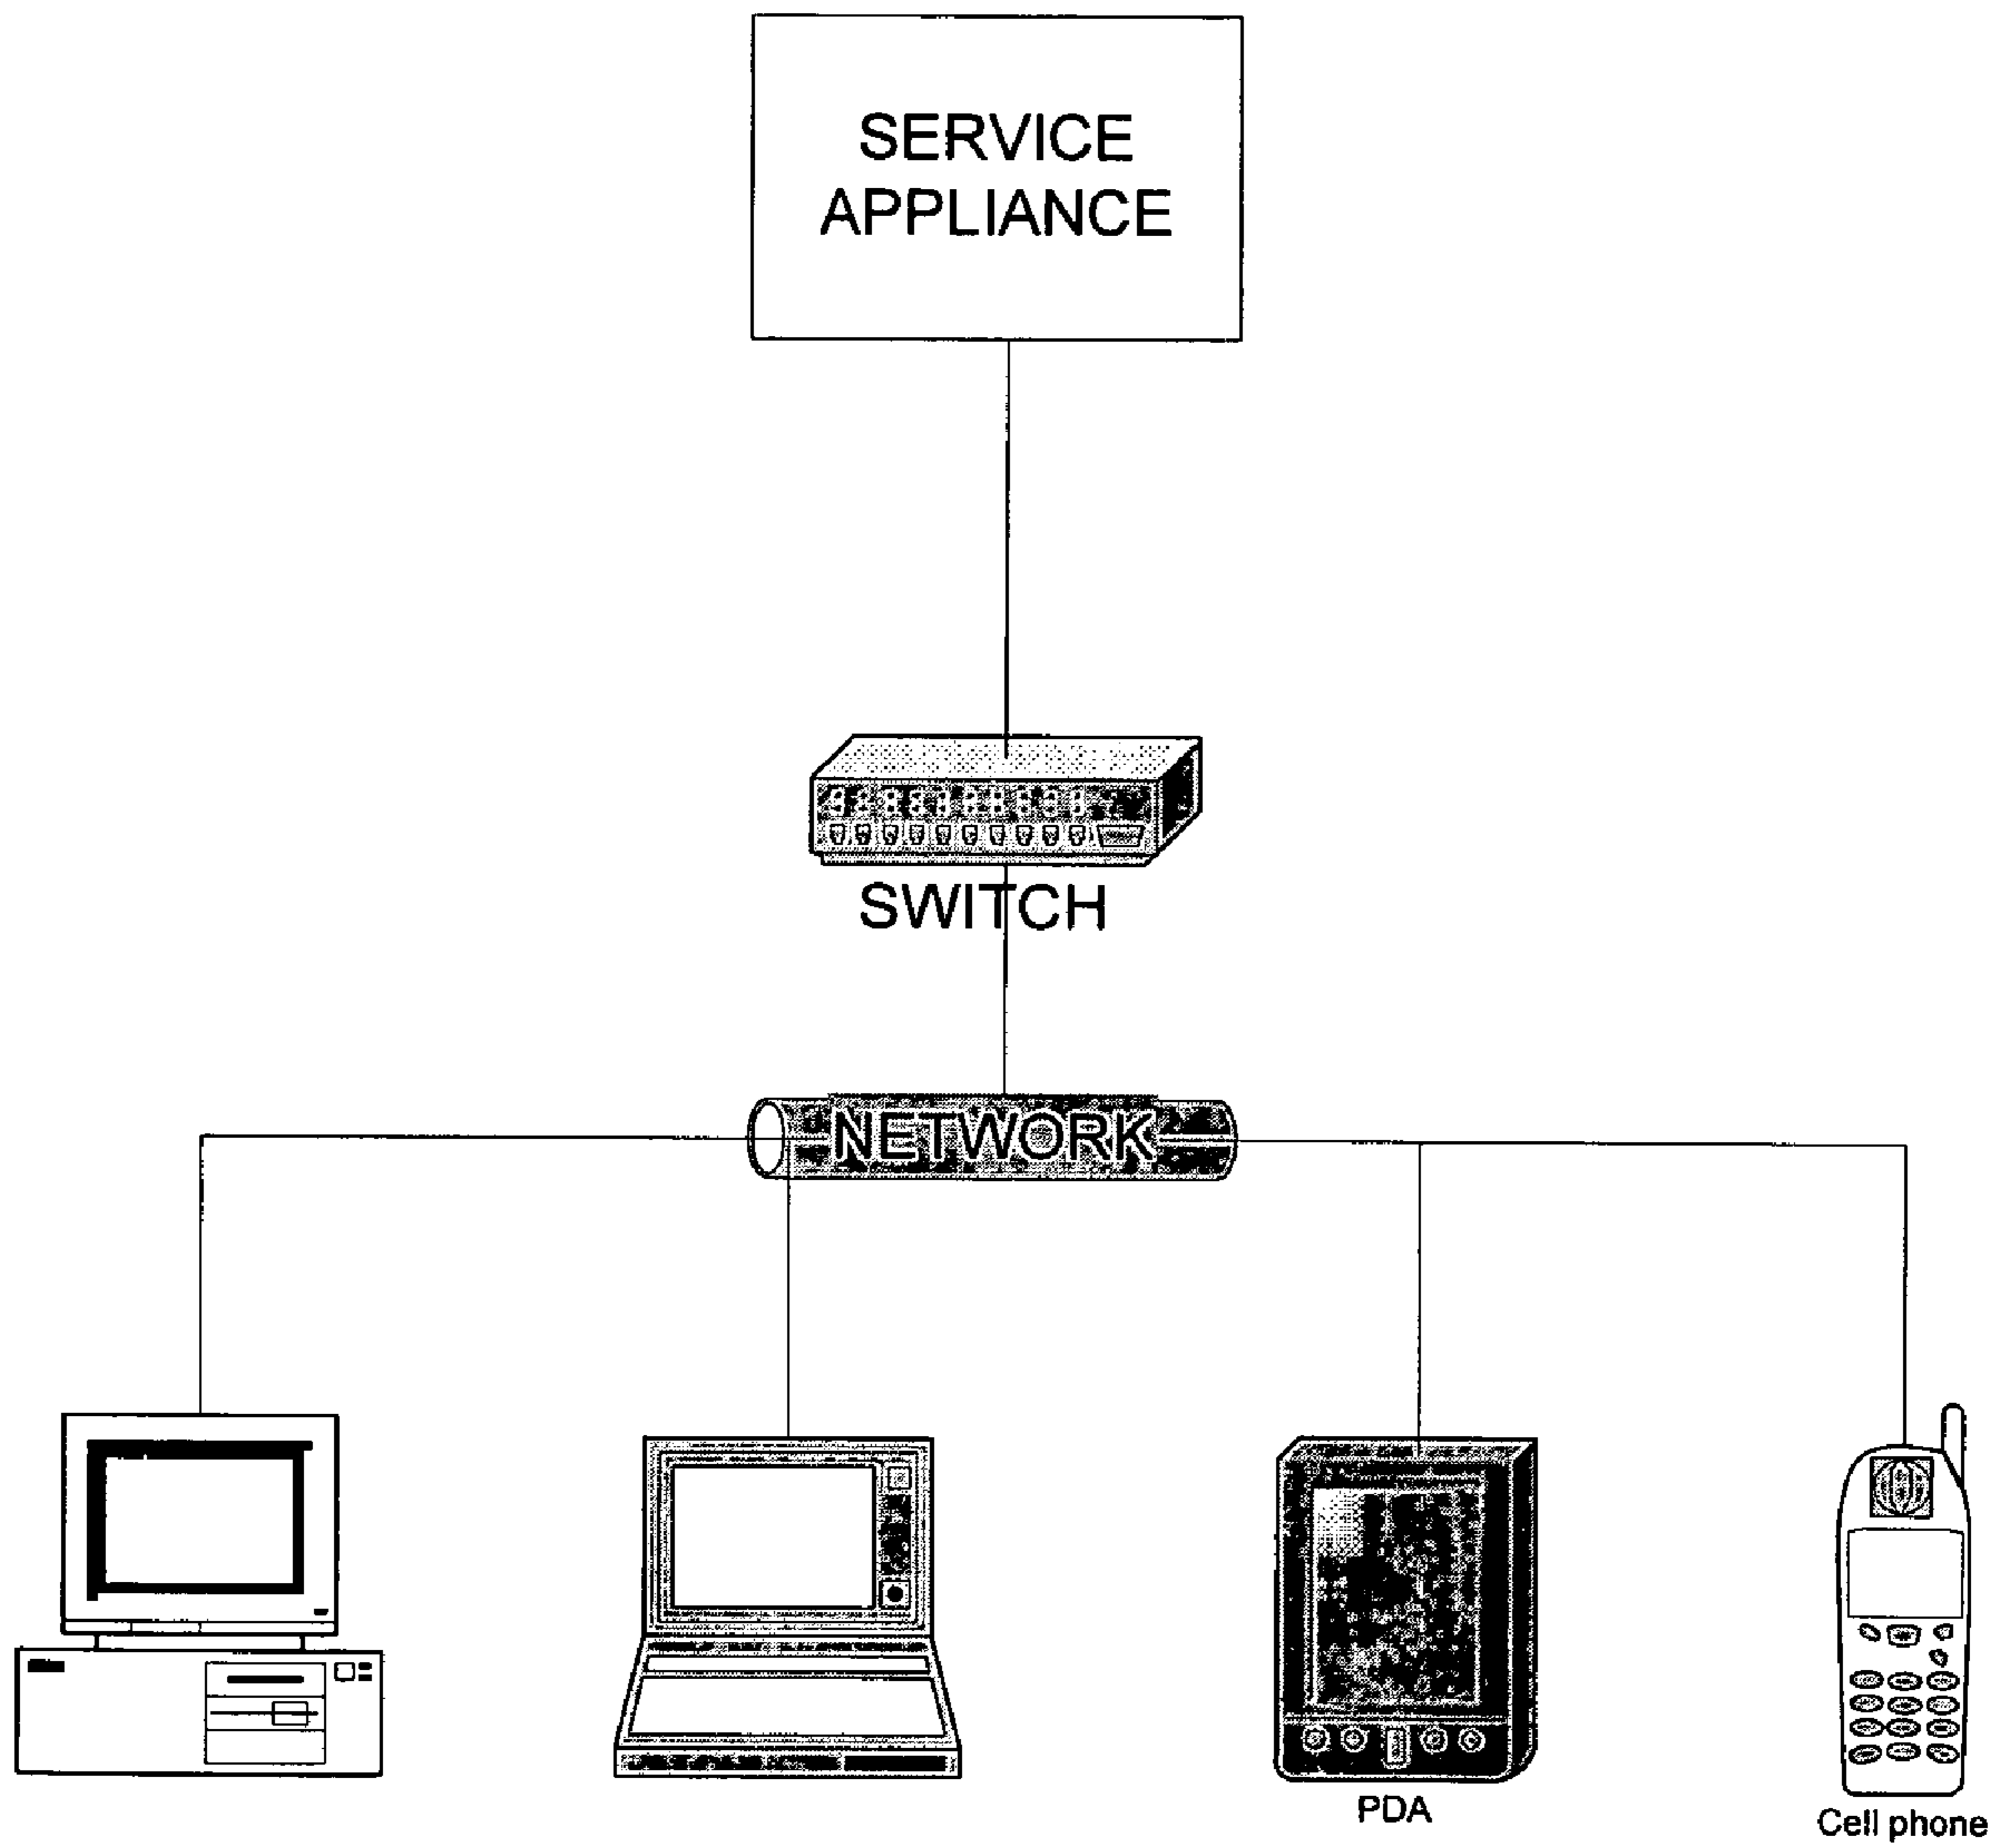 SERVICE
APPLIANCE
SWITCH
NETWORK
PDA
Cell phone